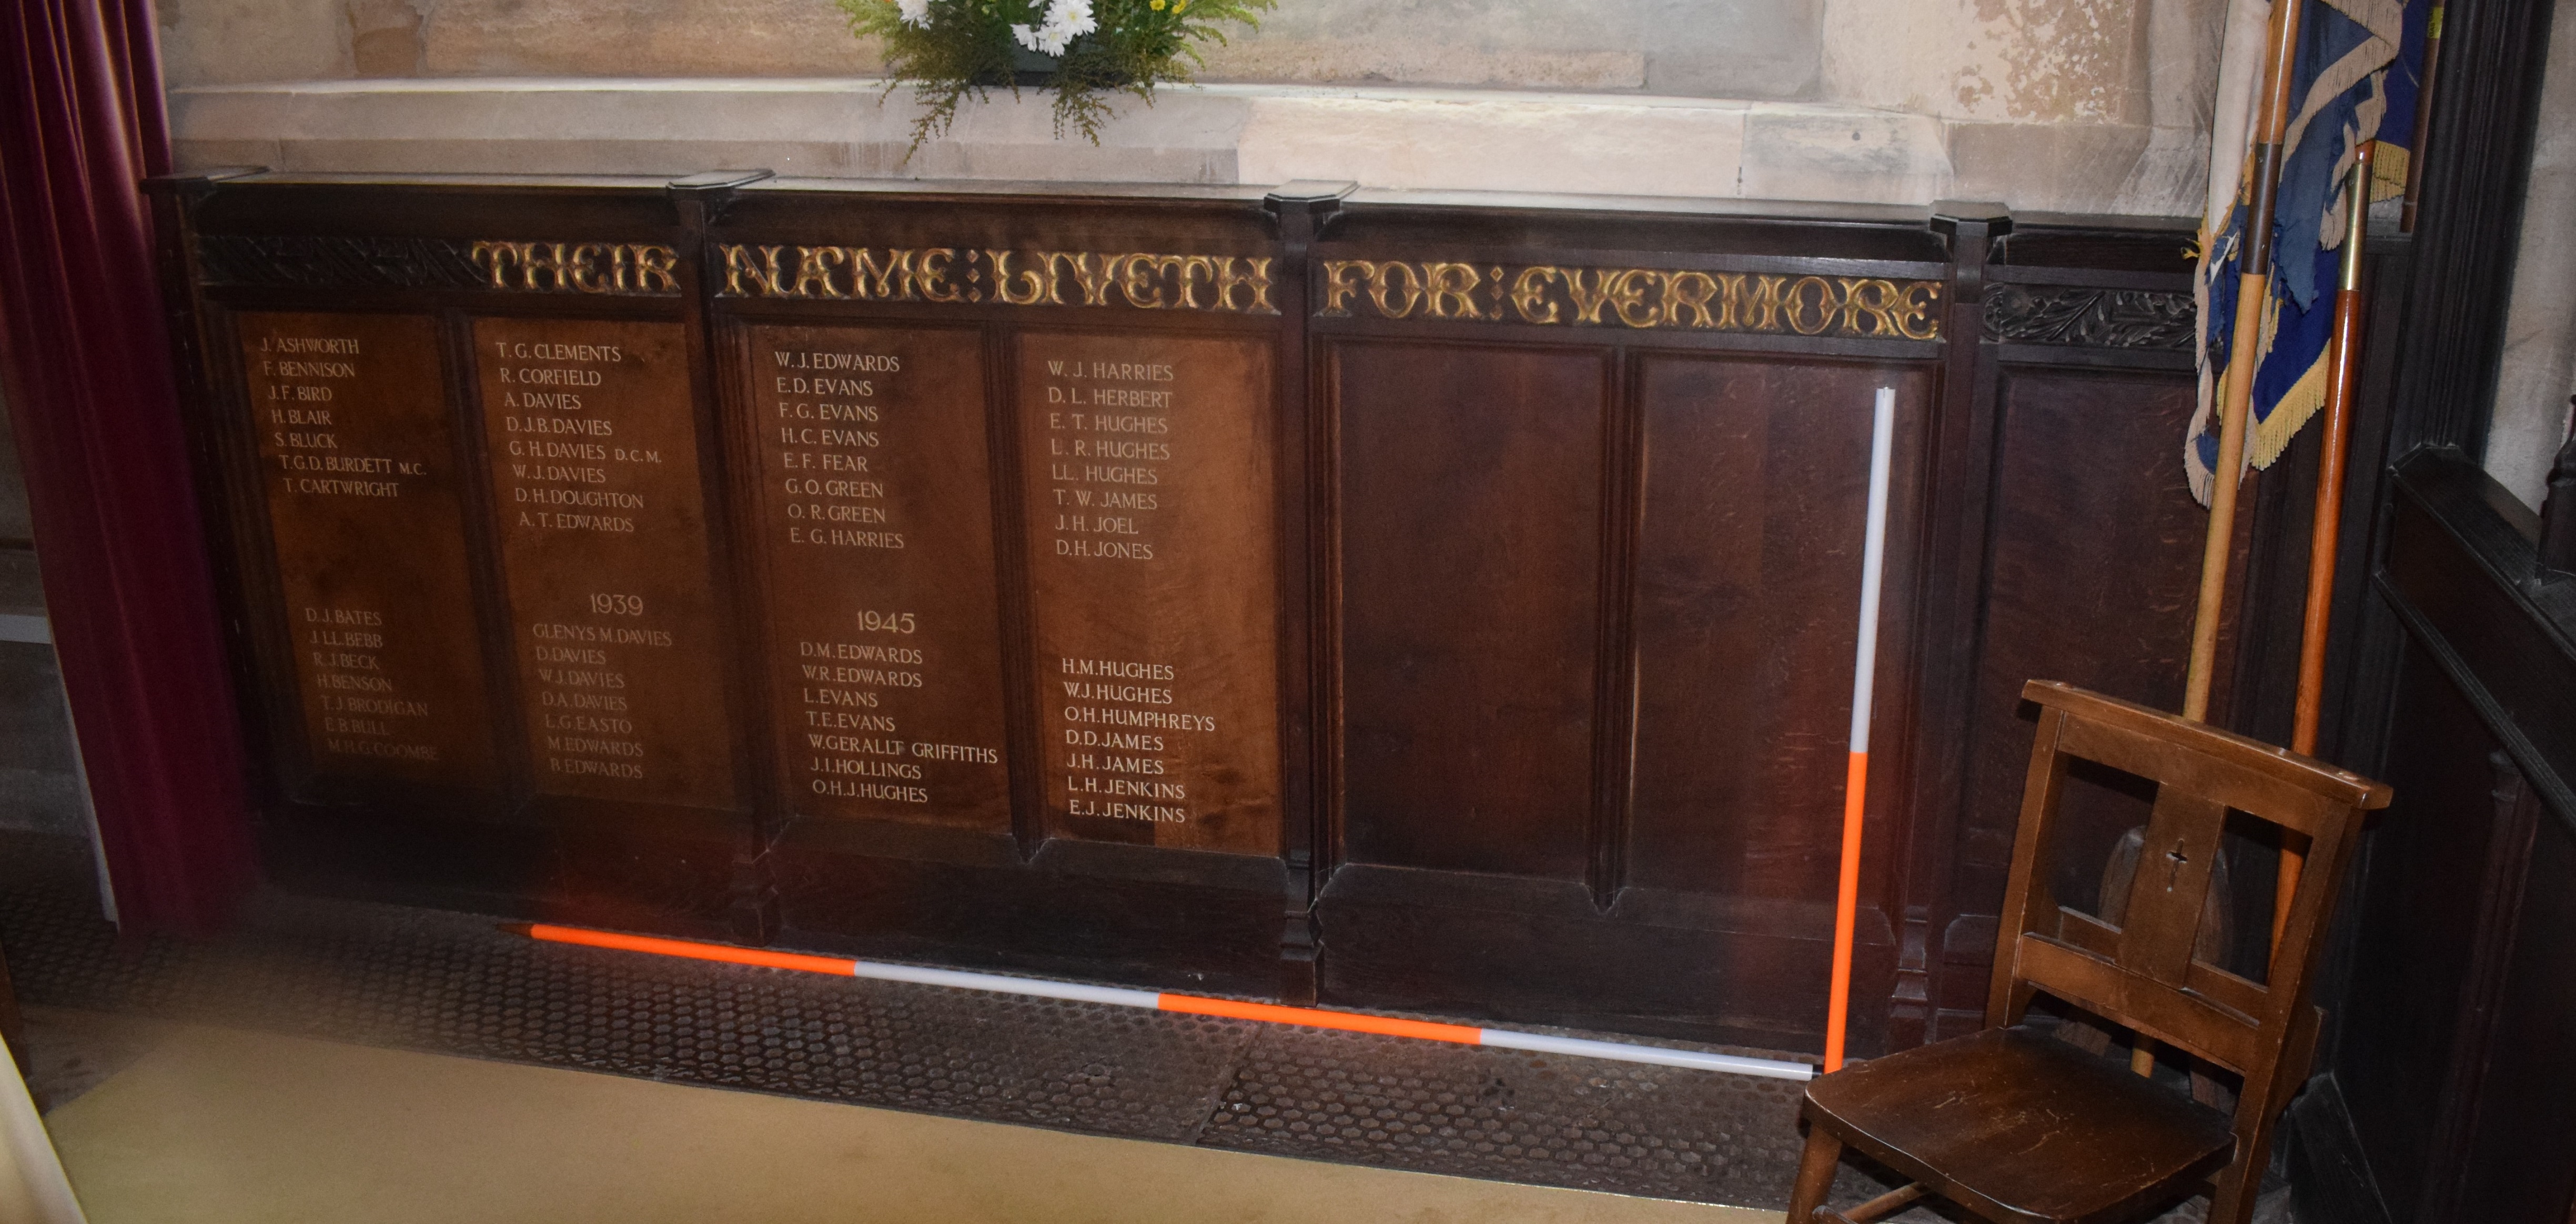 THEIR NAME : LIVETH FOR : EVERMORE
J. ASHWORTH
F. BENNISON
J. F. BIRD
H. BLAIR
S. BLUCK
T. G. D. BURDETT M.C.
T. CARTWRIGHT
T. G. CLEMENTS
R. CORFIELD
A. DAVIES
D. J. B. DAVIES
G. H. DAVIES D.C.M.
W. J. DAVIES
D. H. DOUGHTON
A. T. EDWARDS
W. J. EDWARDS
E. D. EVANS
F. G. EVANS
H. C. EVANS
E. F. FEAR
G. O. GREEN
O. R. GREEN
E. G. HARRIES
W. J. HARRIES
D. L. HERBERT
E. T. HUGHES
L. R. HUGHES
LL. HUGHES
T. W. JAMES
J. H. JOEL
D. H. JONES
D. J. BATES
J. LL. BEBB
R. J. BECK
H. BENSON
T. J. BRODIGAN
E. B. BULL
M. H. G. COOMBE
1939
GLENYS M. DAVIES
D. DAVIES
W. J. DAVIES
D. A. DAVIES
L. G. EASTO
M. EDWARDS
B. EDWARDS
1945
D. M. EDWARDS
W. R. EDWARDS
L. EVANS
T. E. EVANS
W. GERALLT GRIFFITHS
J. I. HOLLINGS
O. H. J. HUGHES
H. M. HUGHES
W. J. HUGHES
O. H. HUMPHREYS
D. D. JAMES
J. H. JAMES
L. H. JENKINS
E. J. JENKINS